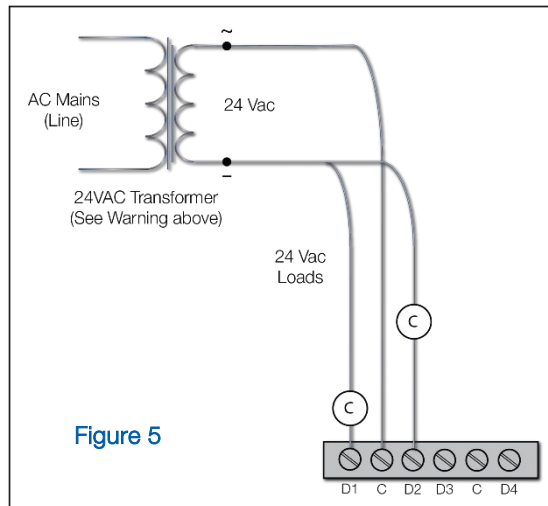 ~
AC Mains
(Line)
24 Vac
–
24VAC Transformer
(See Warning above)
24 Vac
Loads
C
C
Figure 5
D1 C D2 D3 C D4